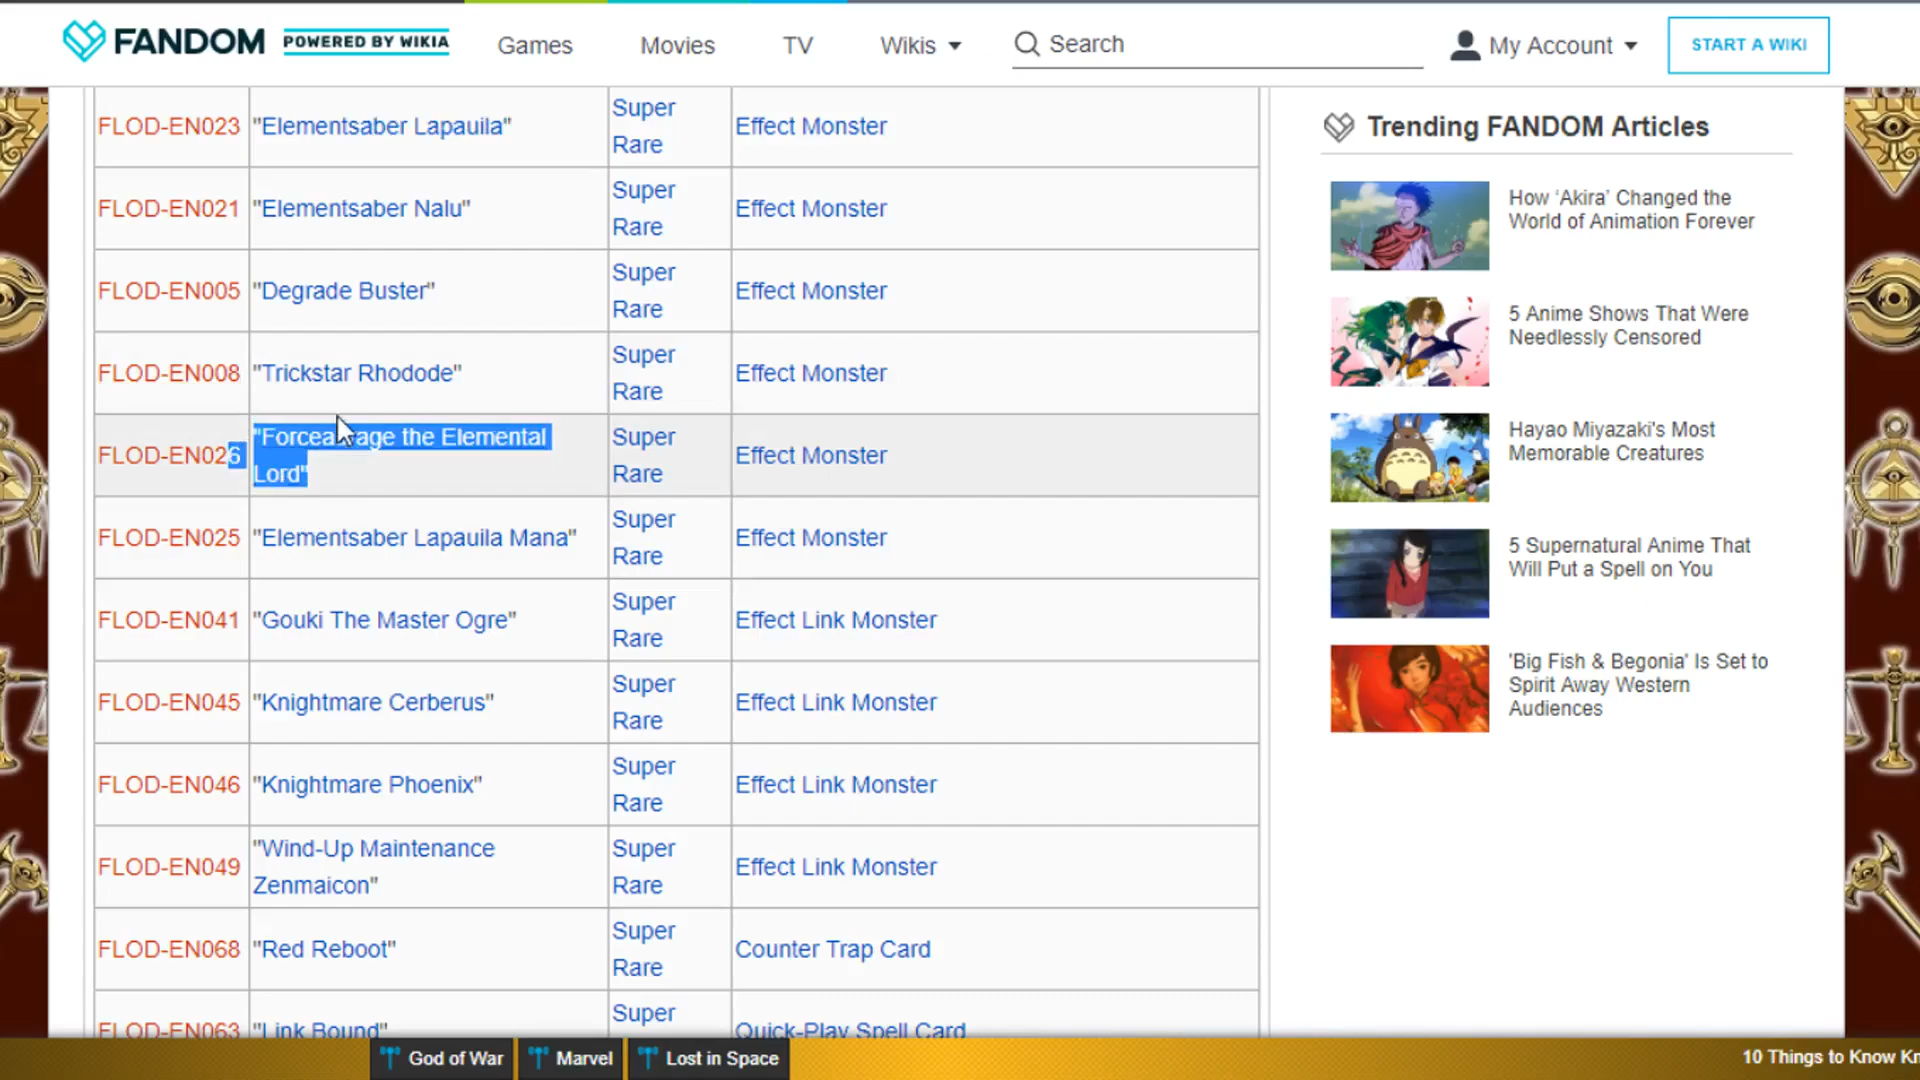 FANDOM POWERED BY WIKIA Games Movies TV Wikis Search My Account START A WIKI
FLOD-EN023 "Elementsaber Lapauila" Super Rare Effect Monster
FLOD-EN021 "Elementsaber Nalu" Super Rare Effect Monster
FLOD-EN005 "Degrade Buster" Super Rare Effect Monster
FLOD-EN008 "Trickstar Rhodode" Super Rare Effect Monster
FLOD-EN026 "the Elemental Lord" Super Rare Effect Monster
FLOD-EN025 "Elementsaber Lapauila Mana" Super Rare Effect Monster
FLOD-EN041 "Gouki The Master Ogre" Super Rare Effect Link Monster
FLOD-EN045 "Knightmare Cerberus" Super Rare Effect Link Monster
FLOD-EN046 "Knightmare Phoenix" Super Rare Effect Link Monster
FLOD-EN049 "Wind-Up Maintenance Zenmaicon" Super Rare Effect Link Monster
FLOD-EN068 "Red Reboot" Super Rare Counter Trap Card
FLOD-EN063 "Link Bound" Super Quick-Play Spell Card
Trending FANDOM Articles
How ‘Akira’ Changed the
World of Animation Forever
5 Anime Shows That Were
Needlessly Censored
Hayao Miyazaki's Most
Memorable Creatures
5 Supernatural Anime That
Will Put a Spell on You
'Big Fish & Begonia' Is Set to
Spirit Away Western
Audiences
God of War Marvel Lost in Space 10 Things to Know